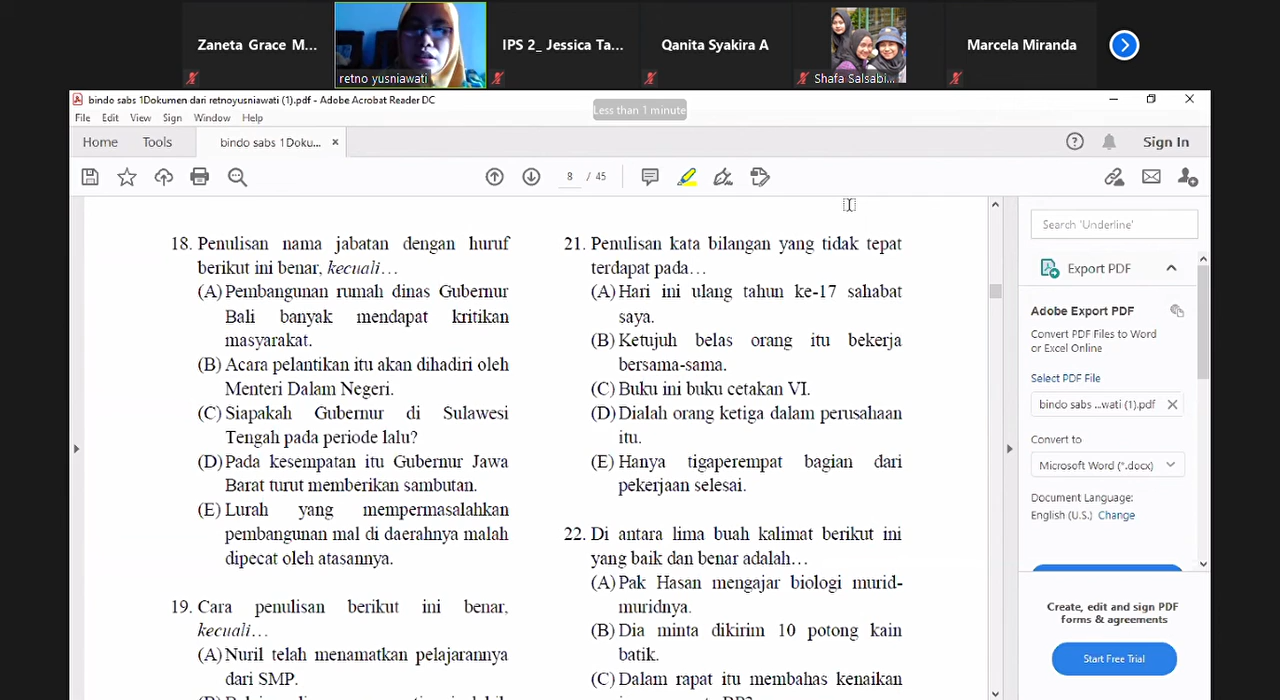 Zaneta Grace M...
retno yusniawati
IPS 2_ Jessica Ta...
Qanita Syakira A
Shafa Salsabi...
Marcela Miranda
bindo sabs 1Dokumen dari retnoyusniawati (1).pdf - Adobe Acrobat Reader DC
Less than 1 minute
File Edit View Sign Window Help
Home Tools bindo sabs 1Doku... ×
Sign In
8 / 45
18. Penulisan nama jabatan dengan huruf
berikut ini benar, kecuali…
(A) Pembangunan rumah dinas Gubernur
Bali banyak mendapat kritikan
masyarakat.
(B) Acara pelantikan itu akan dihadiri oleh
Menteri Dalam Negeri.
(C) Siapakah Gubernur di Sulawesi
Tengah pada periode lalu?
(D) Pada kesempatan itu Gubernur Jawa
Barat turut memberikan sambutan.
(E) Lurah yang mempermasalahkan
pembangunan mal di daerahnya malah
dipecat oleh atasannya.
19. Cara penulisan berikut ini benar,
kecuali…
(A) Nuril telah menamatkan pelajarannya
dari SMP.
21. Penulisan kata bilangan yang tidak tepat
terdapat pada…
(A) Hari ini ulang tahun ke-17 sahabat
saya.
(B) Ketujuh belas orang itu bekerja
bersama-sama.
(C) Buku ini buku cetakan VI.
(D) Dialah orang ketiga dalam perusahaan
itu.
(E) Hanya tigaperempat bagian dari
pekerjaan selesai.
22. Di antara lima buah kalimat berikut ini
yang baik dan benar adalah…
(A) Pak Hasan mengajar biologi murid-
muridnya.
(B) Dia minta dikirim 10 potong kain
batik.
(C) Dalam rapat itu membahas kenaikan
Search 'Underline'
Export PDF
Adobe Export PDF
Convert PDF Files to Word
or Excel Online
Select PDF File
bindo sabs ...wati (1).pdf ×
Convert to
Microsoft Word (*.docx)
Document Language:
English (U.S.) Change
Create, edit and sign PDF
forms & agreements
Start Free Trial